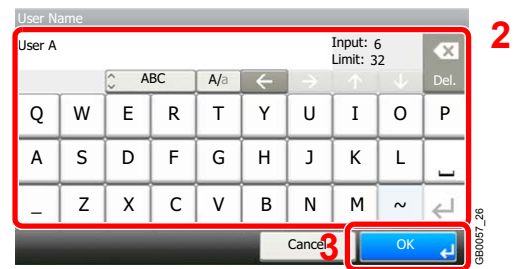 User Name
User A
Input: 6
Limit: 32
2
ABC
A/a
Del.
Q W E R T Y U I O P
A S D F G H J K L
_ Z X C V B N M ~
3
Cancel
OK
GB0057_26